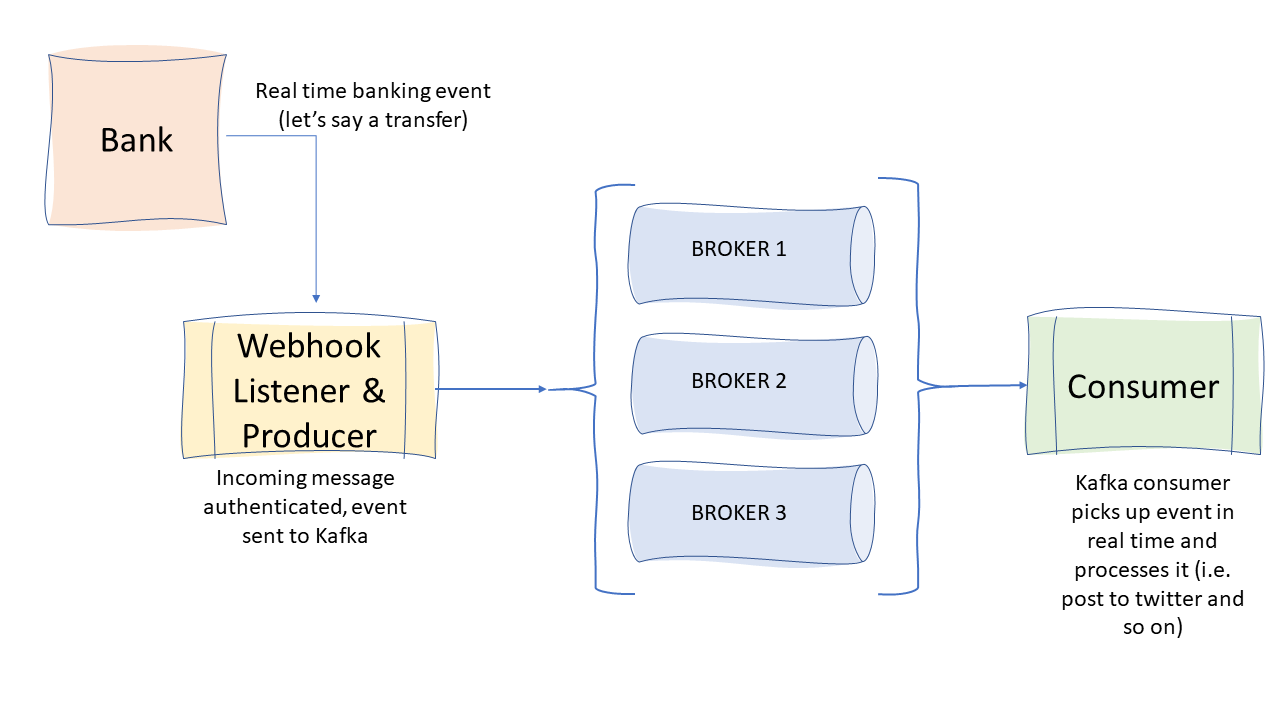 Bank
Real time banking event
(let’s say a transfer)
Webhook
Listener &
Producer
Incoming message
authenticated, event
sent to Kafka
BROKER 1
BROKER 2
BROKER 3
Consumer
Kafka consumer
picks up event in
real time and
processes it (i.e.
post to twitter and
so on)